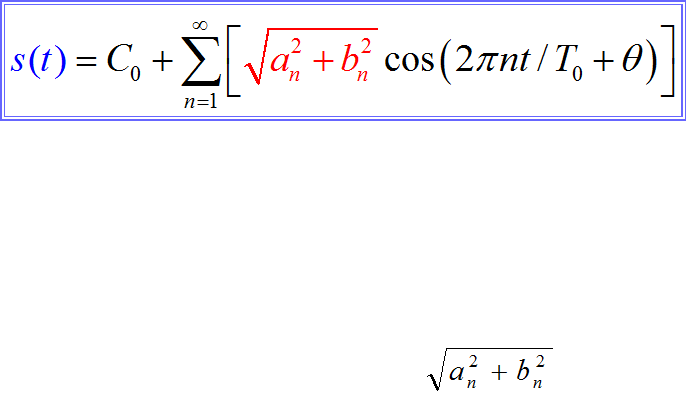 s(t) = C₀ + ∑_{n=1}^{∞} [ √(aₙ² + bₙ²) cos(2πnt / T₀ + θ) ]
√(aₙ² + bₙ²)